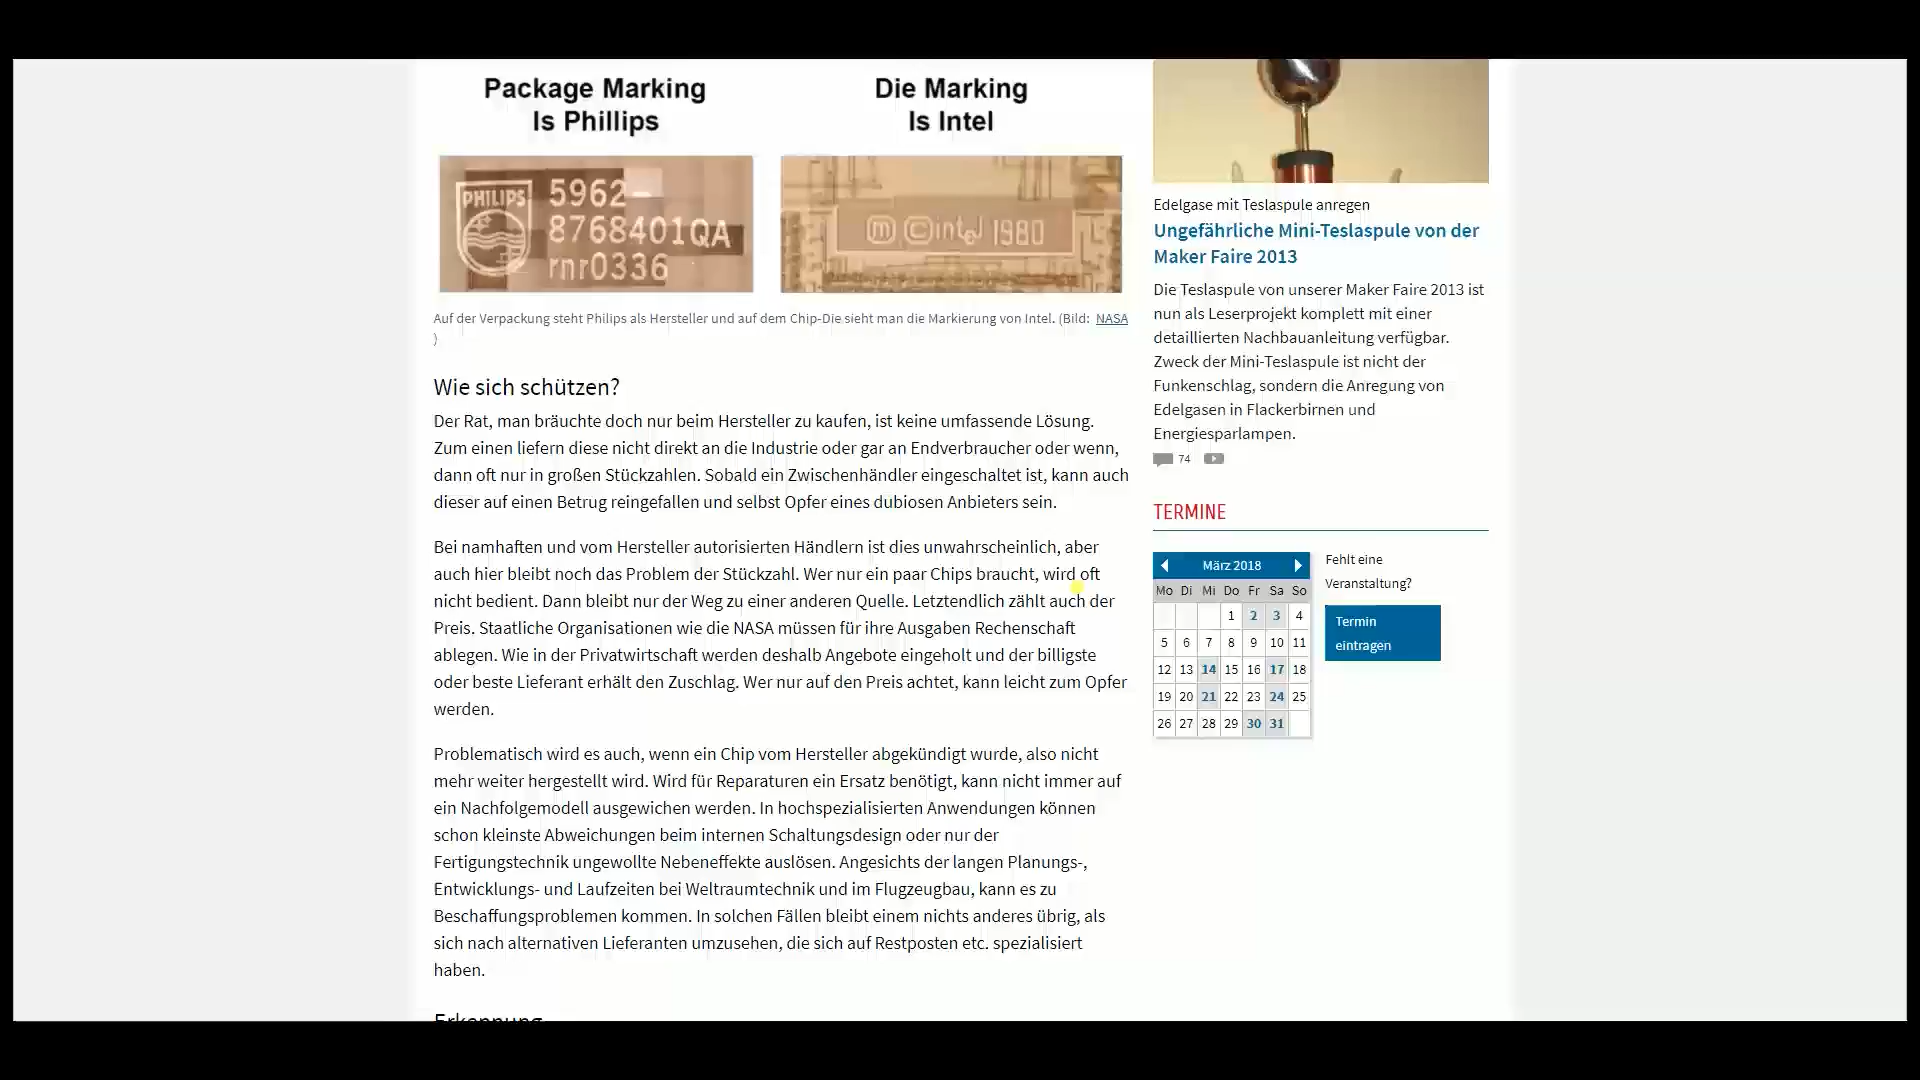 Package Marking
Is Phillips
Die Marking
Is Intel
PHILIPS
5962-
8768401QA
rnr0336
ⓜ ©intel 1980
Auf der Verpackung steht Philips als Hersteller und auf dem Chip-Die sieht man die Markierung von Intel. (Bild: NASA
)
Wie sich schützen?
Der Rat, man bräuchte doch nur beim Hersteller zu kaufen, ist keine umfassende Lösung.
Zum einen liefern diese nicht direkt an die Industrie oder gar an Endverbraucher oder wenn,
dann oft nur in großen Stückzahlen. Sobald ein Zwischenhändler eingeschaltet ist, kann auch
dieser auf einen Betrug reingefallen und selbst Opfer eines dubiosen Anbieters sein.
Bei namhaften und vom Hersteller autorisierten Händlern ist dies unwahrscheinlich, aber
auch hier bleibt noch das Problem der Stückzahl. Wer nur ein paar Chips braucht, wird oft
nicht bedient. Dann bleibt nur der Weg zu einer anderen Quelle. Letztendlich zählt auch der
Preis. Staatliche Organisationen wie die NASA müssen für ihre Ausgaben Rechenschaft
ablegen. Wie in der Privatwirtschaft werden deshalb Angebote eingeholt und der billigste
oder beste Lieferant erhält den Zuschlag. Wer nur auf den Preis achtet, kann leicht zum Opfer
werden.
Problematisch wird es auch, wenn ein Chip vom Hersteller abgekündigt wurde, also nicht
mehr weiter hergestellt wird. Wird für Reparaturen ein Ersatz benötigt, kann nicht immer auf
ein Nachfolgemodell ausgewichen werden. In hochspezialisierten Anwendungen können
schon kleinste Abweichungen beim internen Schaltungsdesign oder nur der
Fertigungstechnik ungewollte Nebeneffekte auslösen. Angesichts der langen Planungs-,
Entwicklungs- und Laufzeiten bei Weltraumtechnik und im Flugzeugbau, kann es zu
Beschaffungsproblemen kommen. In solchen Fällen bleibt einem nichts anderes übrig, als
sich nach alternativen Lieferanten umzusehen, die sich auf Restposten etc. spezialisiert
haben.
Erkennung
Edelgase mit Teslaspule anregen
Ungefährliche Mini-Teslaspule von der
Maker Faire 2013
Die Teslaspule von unserer Maker Faire 2013 ist
nun als Leserprojekt komplett mit einer
detaillierten Nachbauanleitung verfügbar.
Zweck der Mini-Teslaspule ist nicht der
Funkenschlag, sondern die Anregung von
Edelgasen in Flackerbirnen und
Energiesparlampen.
74
TERMINE
März 2018
Mo Di Mi Do Fr Sa So
1 2 3 4
5 6 7 8 9 10 11
12 13 14 15 16 17 18
19 20 21 22 23 24 25
26 27 28 29 30 31
Fehlt eine
Veranstaltung?
Termin
eintragen